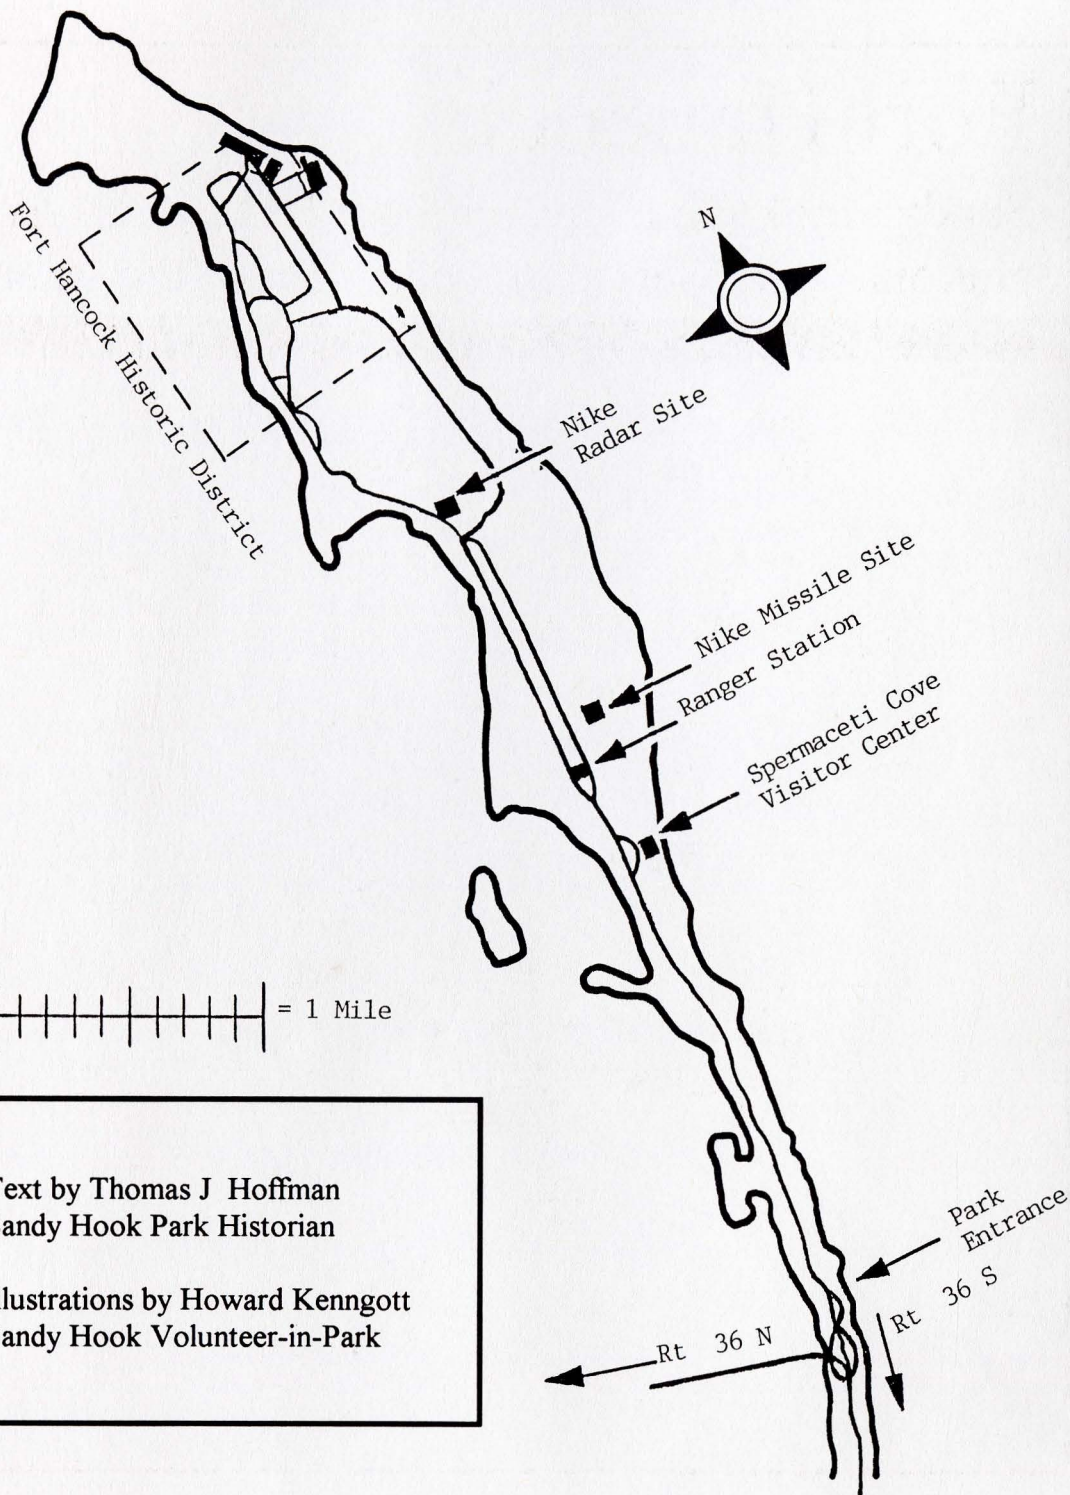 N
Fort Hancock Historic District
Nike
Radar Site
Nike Missile Site
Ranger Station
Spermaceti Cove
Visitor Center
= 1 Mile
Text by Thomas J Hoffman
andy Hook Park Historian
llustrations by Howard Kenngott
andy Hook Volunteer-in-Park
Park
Entrance
Rt 36 S
Rt 36 N